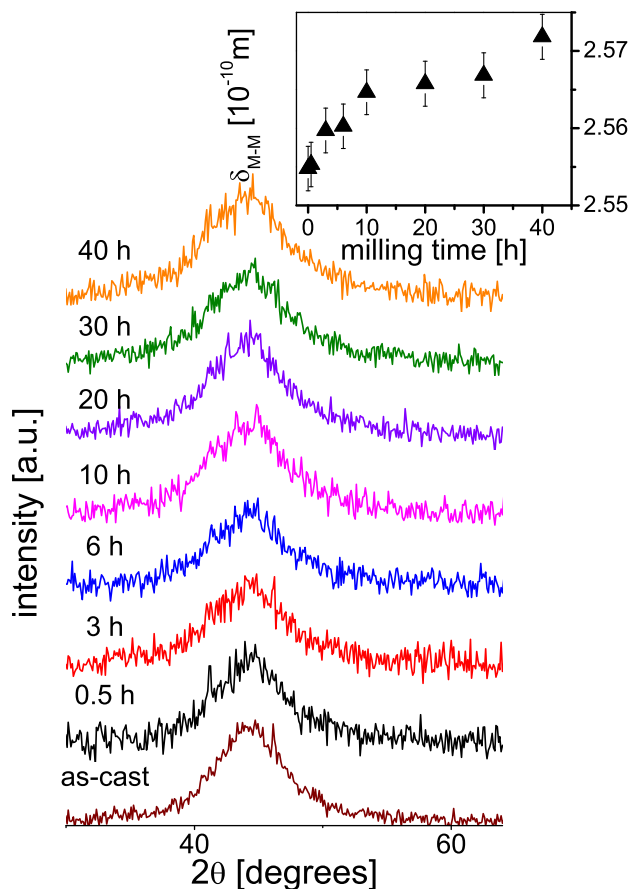 δM-M [10-10m]
2.57
2.56
2.55
0 10 20 30 40
milling time [h]
40 h
30 h
20 h
10 h
6 h
3 h
0.5 h
as-cast
intensity [a.u.]
40 60
2θ [degrees]